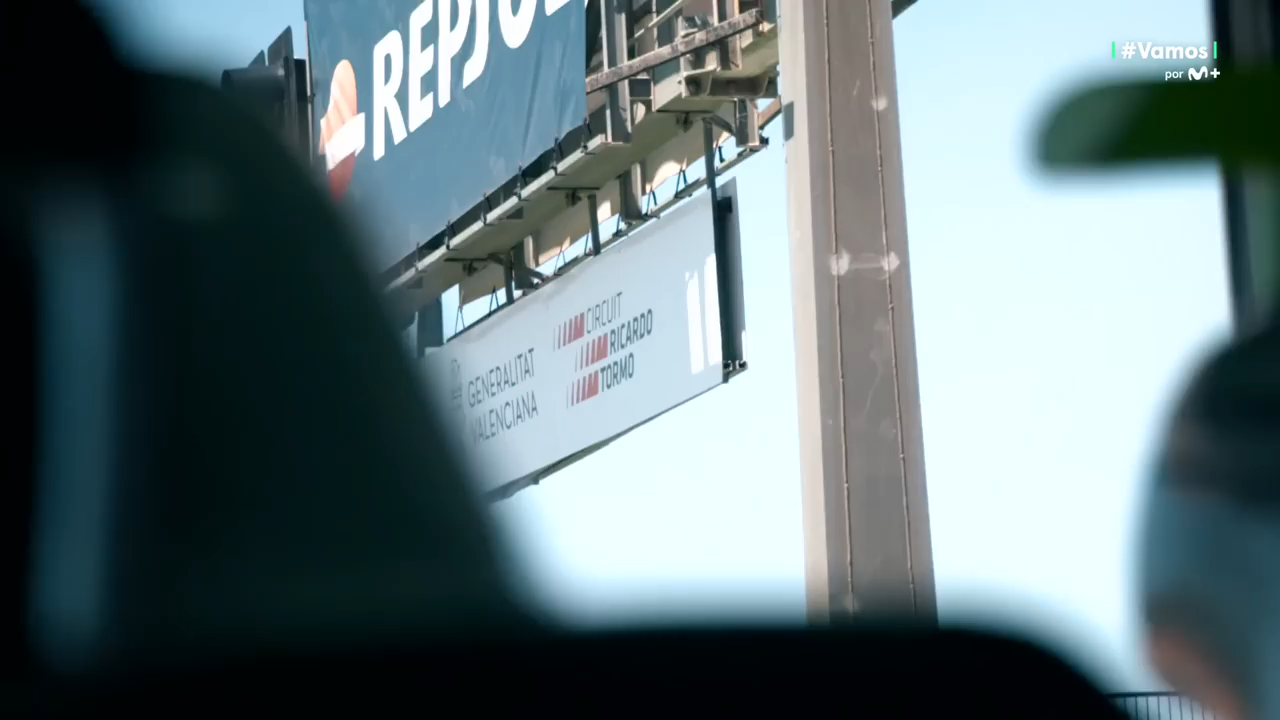 REPSOL
#Vamos
por M+
GENERALITAT
VALENCIANA
CIRCUIT
RICARDO
TORMO